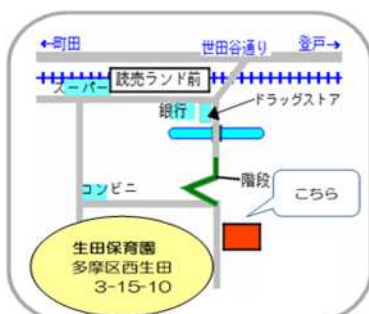 ←町田
世田谷通り
登戸→
読売ランド前
スーパー
ドラッグストア
銀行
階段
コンビニ
こちら
生田保育園
多摩区西生田
3-15-10